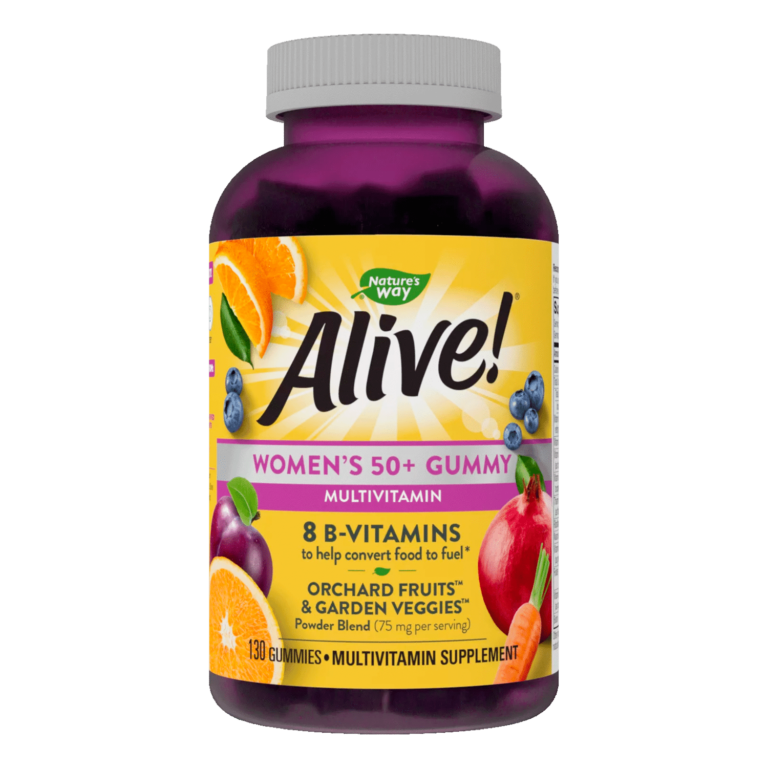 Nature's
Way
Alive!®
WOMEN'S 50+ GUMMY
MULTIVITAMIN
8 B-VITAMINS
to help convert food to fuel*
ORCHARD FRUITS™
& GARDEN VEGGIES™
Powder Blend (75 mg per serving)
130 GUMMIES • MULTIVITAMIN SUPPLEMENT